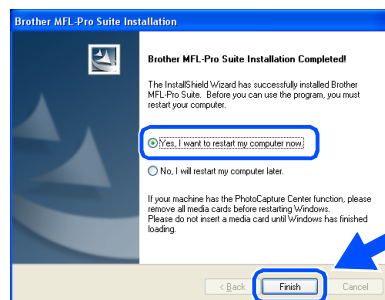 Brother MFL-Pro Suite Installation
Brother MFL-Pro Suite Installation Completed!
The InstallShield Wizard has successfully installed Brother
MFL-Pro Suite. Before you can use the program, you must
restart your computer.
Yes, I want to restart my computer now.
No, I will restart my computer later.
If your machine has the PhotoCapture Center function, please
remove all media cards before restarting Windows.
Please do not insert a media card until Windows has finished
loading.
< Back
Finish
Cancel